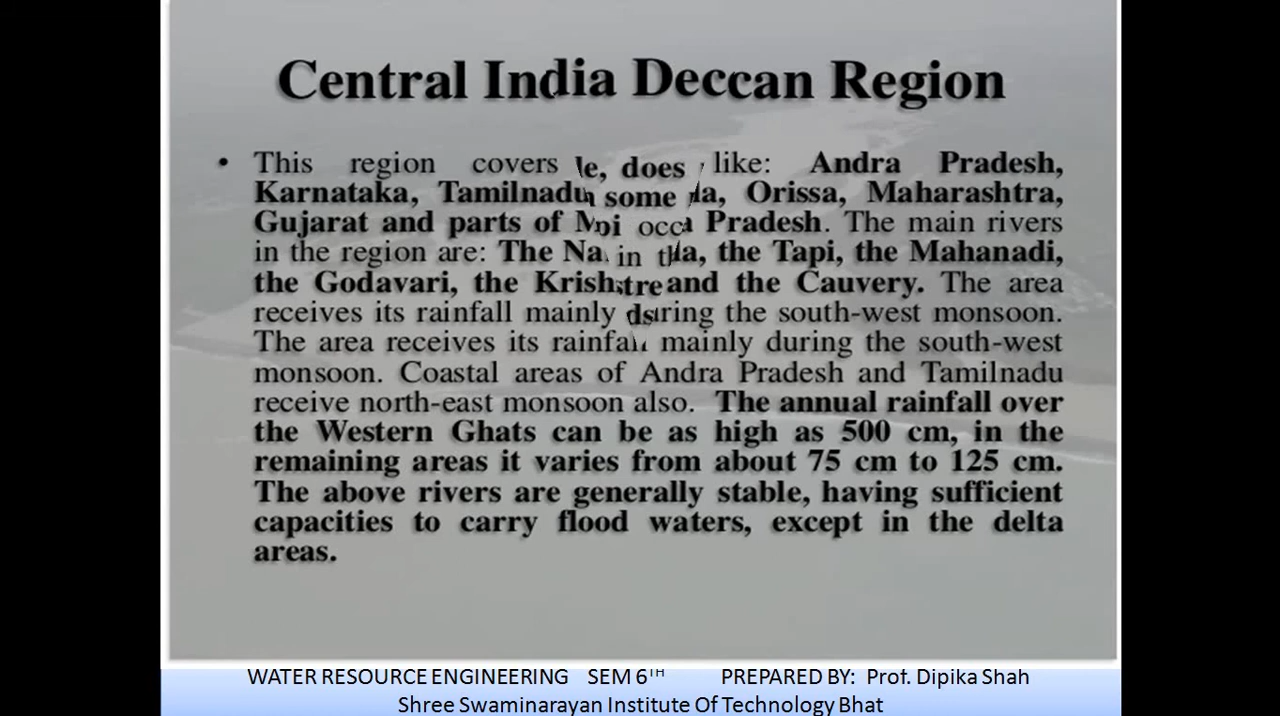 Central India Deccan Region
• This region covers le, does like: Andra Pradesh,
Karnataka, Tamilnadu some la, Orissa, Maharashtra,
Gujarat and parts of Pradesh. The main rivers
in the region are: The Na in the Tapi, the Mahanadi,
the Godavari, the and the Cauvery. The area
receives its rainfall mainly during the south-west monsoon.
The area receives its rainfall mainly during the south-west
monsoon. Coastal areas of Andra Pradesh and Tamilnadu
receive north-east monsoon also. The annual rainfall over
the Western Ghats can be as high as 500 cm, in the
remaining areas it varies from about 75 cm to 125 cm.
The above rivers are generally stable, having sufficient
capacities to carry flood waters, except in the delta
areas.
WATER RESOURCE ENGINEERING SEM 6TH PREPARED BY: Prof. Dipika Shah
Shree Swaminarayan Institute Of Technology Bhat